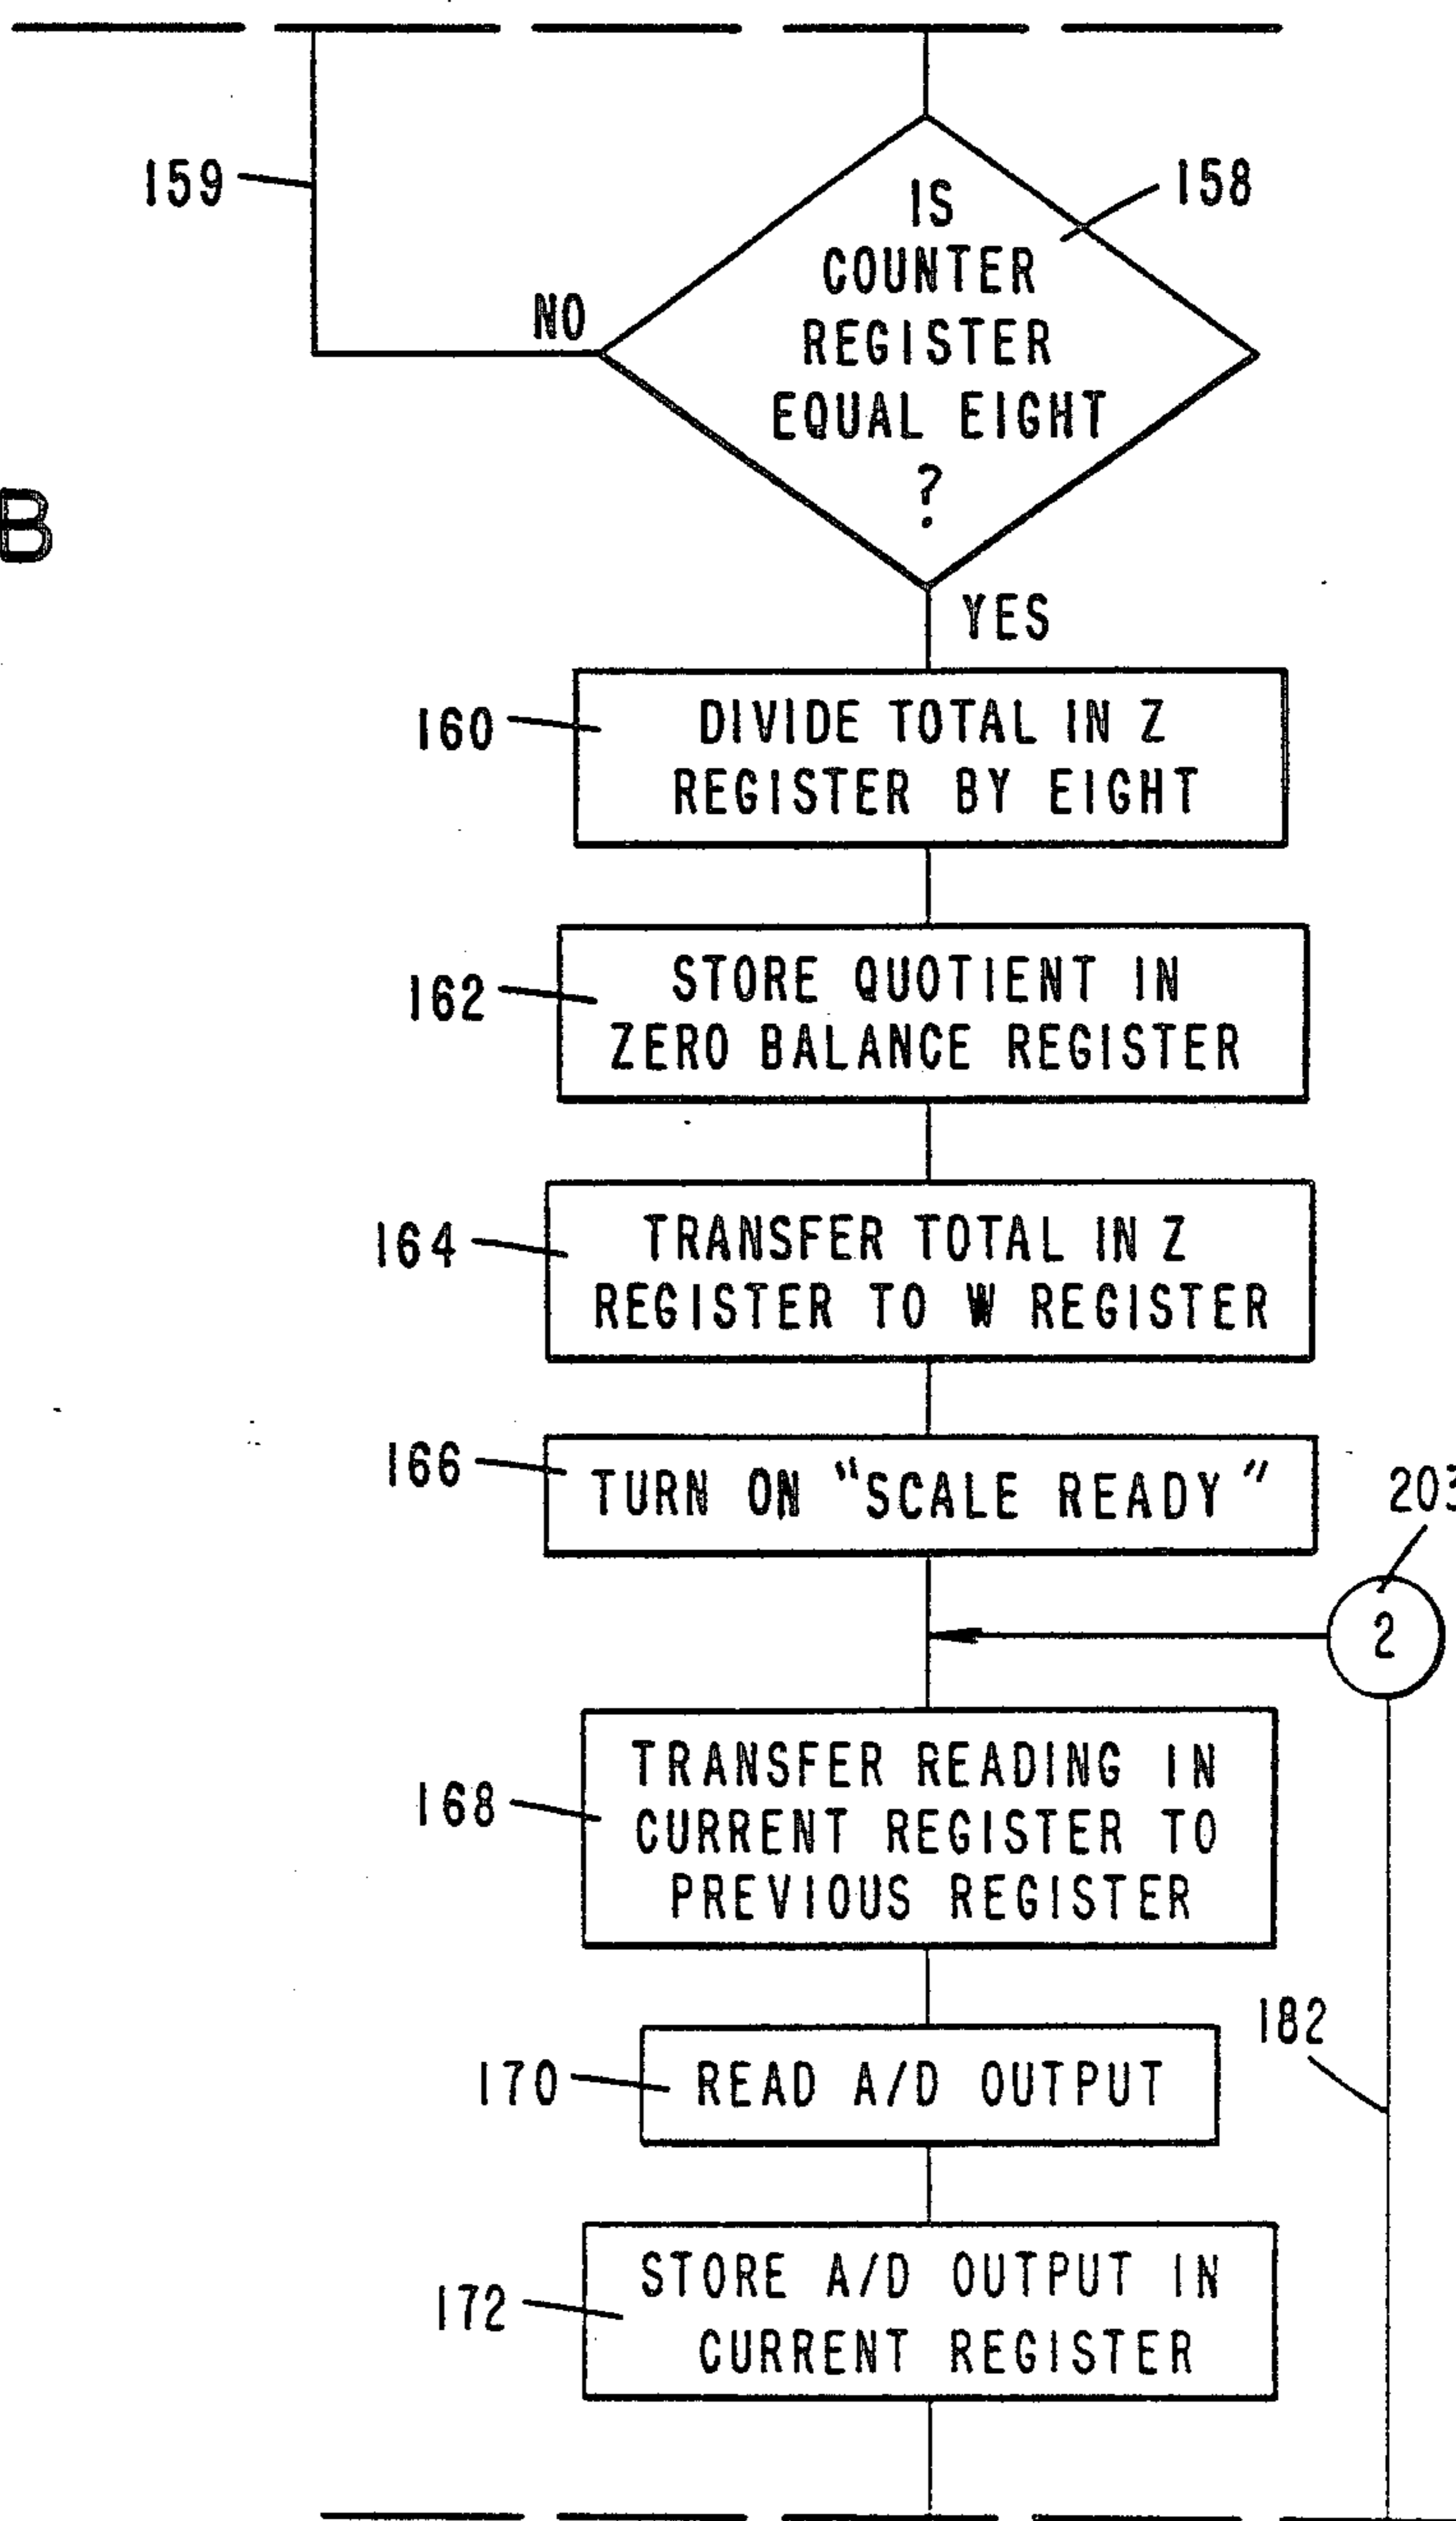 159
158
IS
COUNTER
REGISTER
EQUAL EIGHT
?
NO
B
YES
160
DIVIDE TOTAL IN Z
REGISTER BY EIGHT
162
STORE QUOTIENT IN
ZERO BALANCE REGISTER
164
TRANSFER TOTAL IN Z
REGISTER TO W REGISTER
166
TURN ON "SCALE READY"
203
2
168
TRANSFER READING IN
CURRENT REGISTER TO
PREVIOUS REGISTER
182
170
READ A/D OUTPUT
172
STORE A/D OUTPUT IN
CURRENT REGISTER